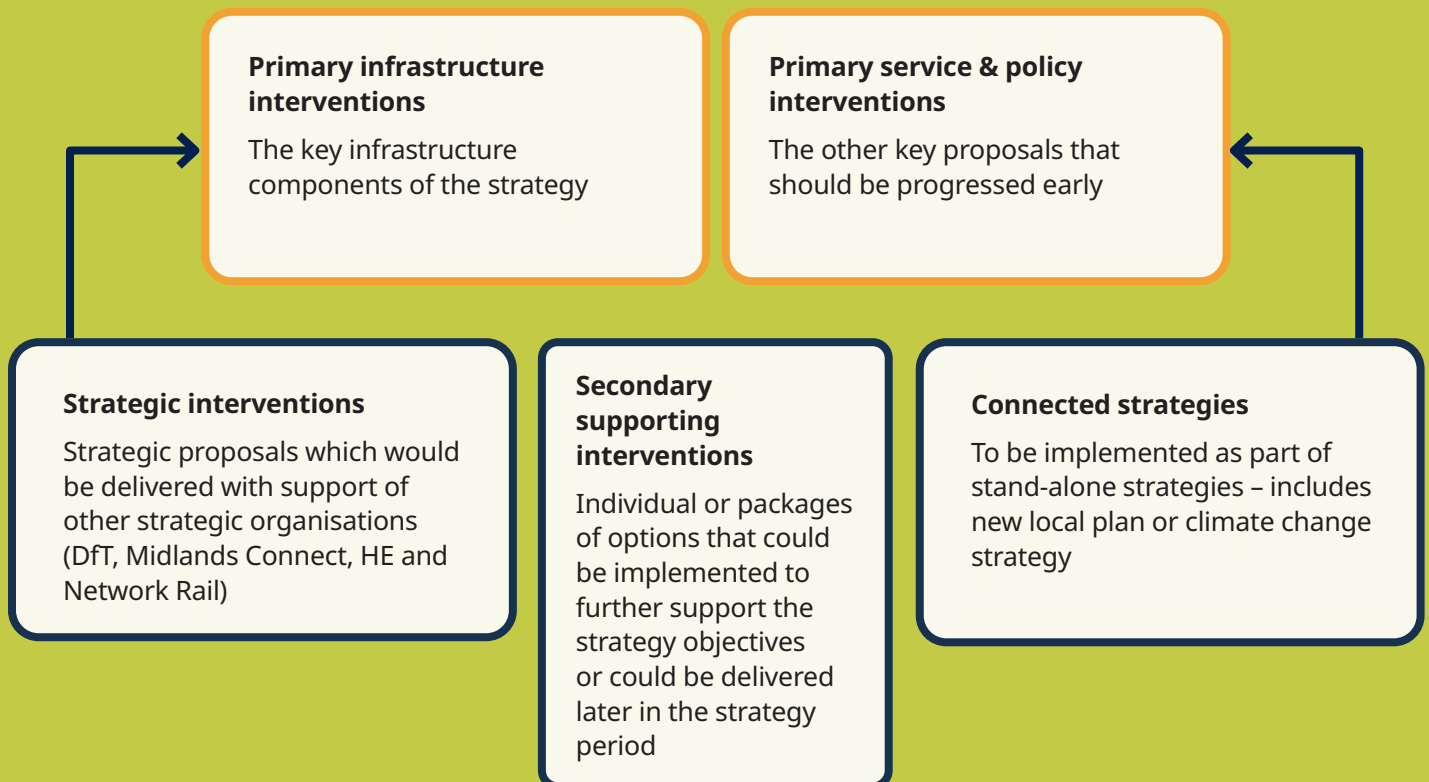 Primary infrastructure
interventions
The key infrastructure
components of the strategy
Primary service & policy
interventions
The other key proposals that
should be progressed early
Strategic interventions
Strategic proposals which would
be delivered with support of
other strategic organisations
(DfT, Midlands Connect, HE and
Network Rail)
Secondary
supporting
interventions
Individual or packages
of options that could
be implemented to
further support the
strategy objectives
or could be delivered
later in the strategy
period
Connected strategies
To be implemented as part of
stand-alone strategies – includes
new local plan or climate change
strategy